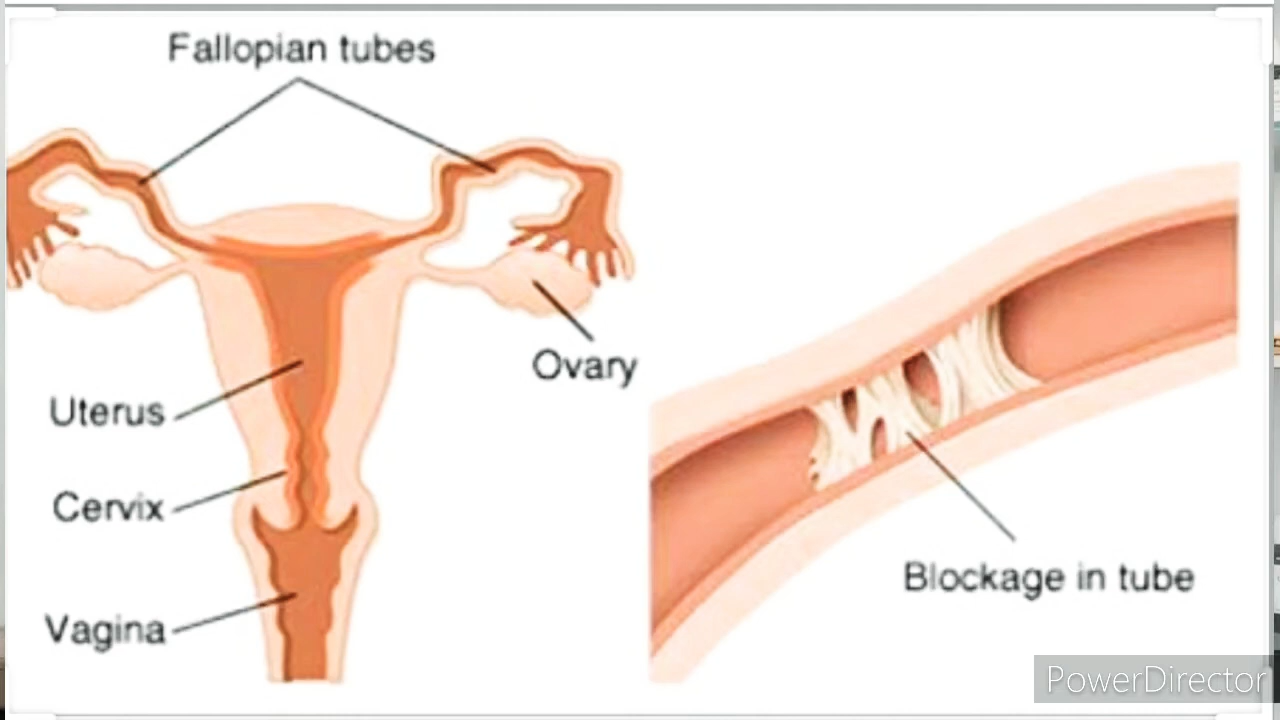 Fallopian tubes
Ovary
Uterus
Cervix
Vagina
Blockage in tube
PowerDirector